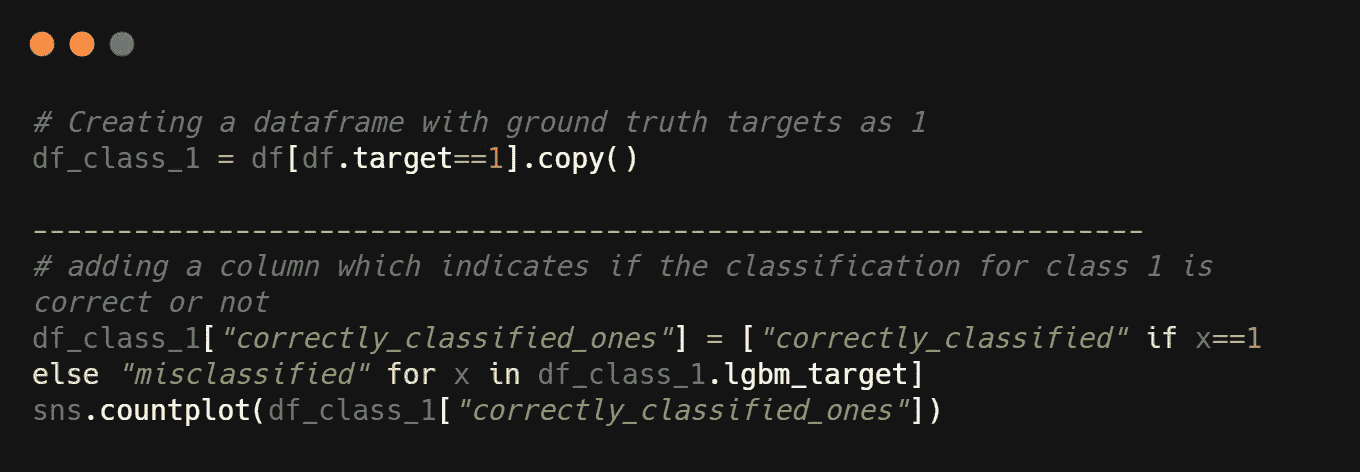 # Creating a dataframe with ground truth targets as 1
df_class_1 = df[df.target==1].copy()
------------------------------------------------------------------
# adding a column which indicates if the classification for class 1 is
correct or not
df_class_1["correctly_classified_ones"] = ["correctly_classified" if x==1
else "misclassified" for x in df_class_1.lgbm_target]
sns.countplot(df_class_1["correctly_classified_ones"])